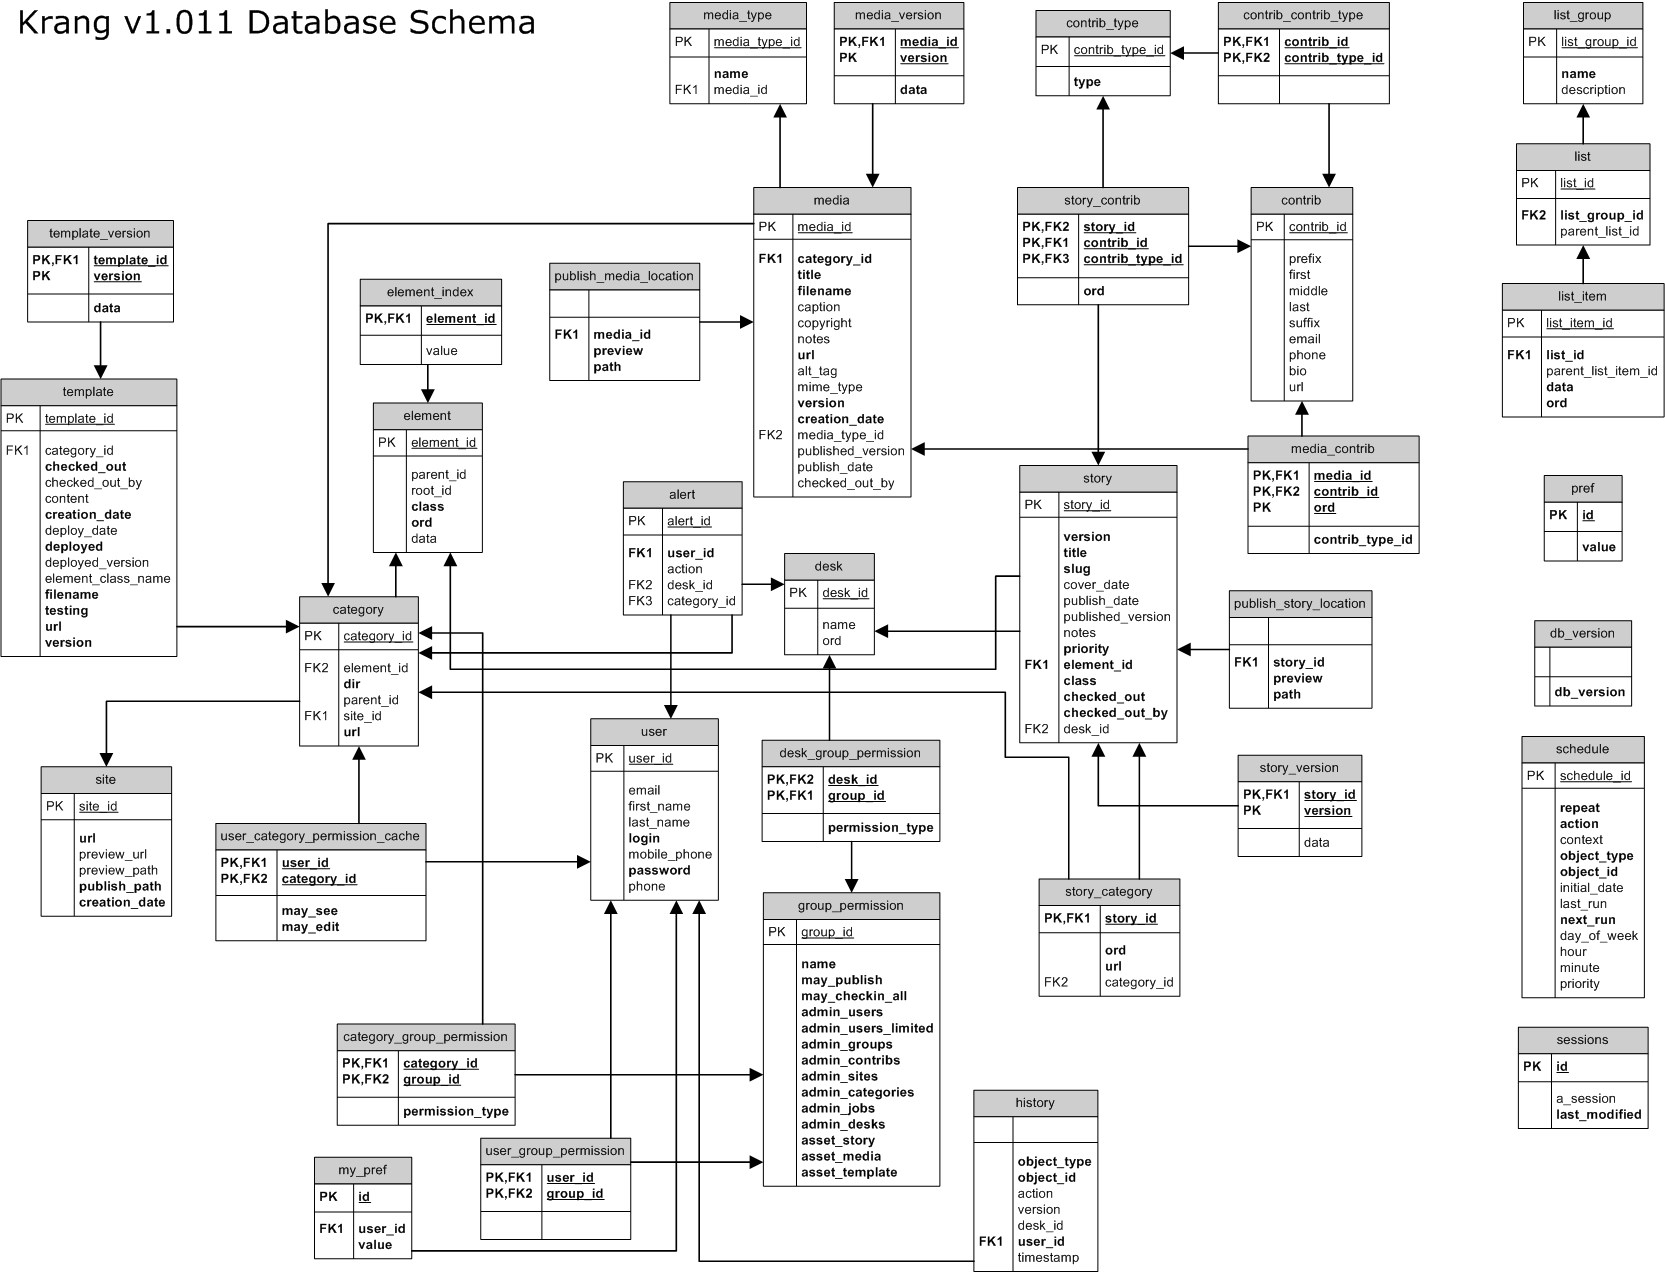 Krang v1.011 Database Schema
media_type
PK media_type_id
name
FK1 media_id
media_version
PK,FK1 media_id
PK version
data
contrib_type
PK contrib_type_id
type
contrib_contrib_type
PK,FK1 contrib_id
PK,FK2 contrib_type_id
list_group
PK list_group_id
name
description
list
PK list_id
FK2 list_group_id
parent_list_id
list_item
PK list_item_id
FK1 list_id
parent_list_item_id
data
ord
template_version
PK,FK1 template_id
PK version
data
template
PK template_id
FK1 category_id
checked_out
checked_out_by
content
creation_date
deploy_date
deployed
deployed_version
element_class_name
filename
testing
url
version
element_index
PK,FK1 element_id
value
element
PK element_id
parent_id
root_id
class
ord
data
publish_media_location
FK1 media_id
preview
path
media
PK media_id
FK1 category_id
title
filename
caption
copyright
notes
url
alt_tag
mime_type
version
creation_date
FK2 media_type_id
published_version
publish_date
checked_out_by
story_contrib
PK,FK2 story_id
PK,FK1 contrib_id
PK,FK3 contrib_type_id
ord
contrib
PK contrib_id
prefix
first
middle
last
suffix
email
phone
bio
url
media_contrib
PK,FK1 media_id
PK,FK2 contrib_id
PK ord
contrib_type_id
story
PK story_id
version
title
slug
cover_date
publish_date
published_version
notes
priority
FK1 element_id
class
checked_out
checked_out_by
FK2 desk_id
alert
PK alert_id
FK1 user_id
action
FK2 desk_id
FK3 category_id
desk
PK desk_id
name
ord
pref
PK id
value
publish_story_location
FK1 story_id
preview
path
db_version
db_version
category
PK category_id
FK2 element_id
dir
parent_id
FK1 site_id
url
site
PK site_id
url
preview_url
preview_path
publish_path
creation_date
user_category_permission_cache
PK,FK1 user_id
PK,FK2 category_id
may_see
may_edit
user
PK user_id
email
first_name
last_name
login
mobile_phone
password
phone
desk_group_permission
PK,FK2 desk_id
PK,FK1 group_id
permission_type
story_version
PK,FK1 story_id
PK version
data
schedule
PK schedule_id
repeat
action
context
object_type
object_id
initial_date
last_run
next_run
day_of_week
hour
minute
priority
group_permission
PK group_id
name
may_publish
may_checkin_all
admin_users
admin_users_limited
admin_groups
admin_contribs
admin_sites
admin_categories
admin_jobs
admin_desks
asset_story
asset_media
asset_template
story_category
PK,FK1 story_id
ord
url
FK2 category_id
category_group_permission
PK,FK1 category_id
PK,FK2 group_id
permission_type
user_group_permission
PK,FK1 user_id
PK,FK2 group_id
my_pref
PK id
FK1 user_id
value
history
object_type
object_id
action
version
desk_id
FK1 user_id
timestamp
sessions
PK id
a_session
last_modified